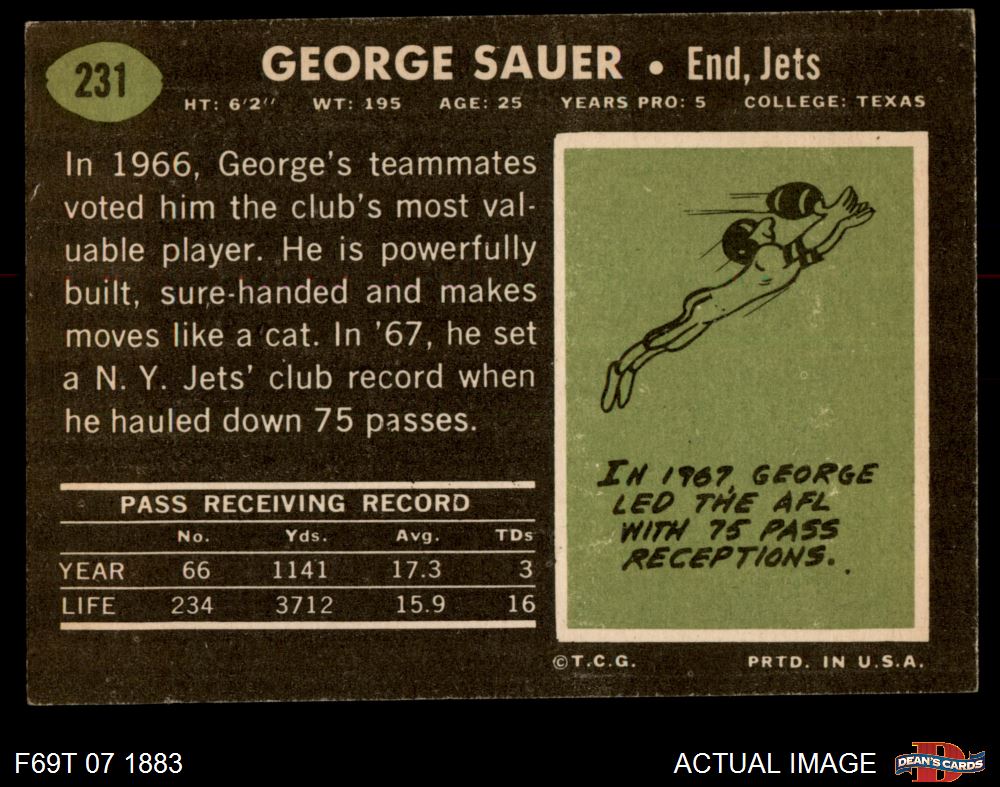 231
GEORGE SAUER • End, Jets
HT: 6'2" WT: 195 AGE: 25 YEARS PRO: 5 COLLEGE: TEXAS
In 1966, George's teammates
voted him the club's most val-
uable player. He is powerfully
built, sure-handed and makes
moves like a cat. In '67, he set
a N. Y. Jets' club record when
he hauled down 75 passes.
PASS RECEIVING RECORD
No. Yds. Avg. TDs
YEAR 66 1141 17.3 3
LIFE 234 3712 15.9 16
IN 1967, GEORGE
LED THE AFL
WITH 75 PASS
RECEPTIONS.
©T.C.G. PRTD. IN U.S.A.
F69T 07 1883
ACTUAL IMAGE
D
DEAN'S CARDS